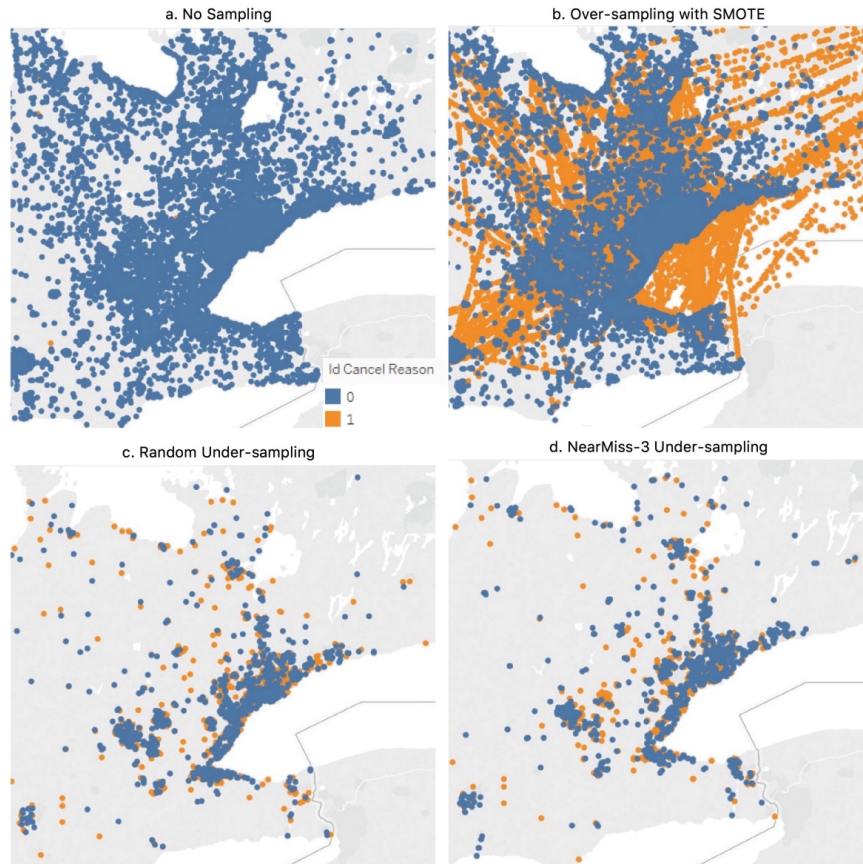 a. No Sampling
b. Over-sampling with SMOTE
Id Cancel Reason
0
1
c. Random Under-sampling
d. NearMiss-3 Under-sampling